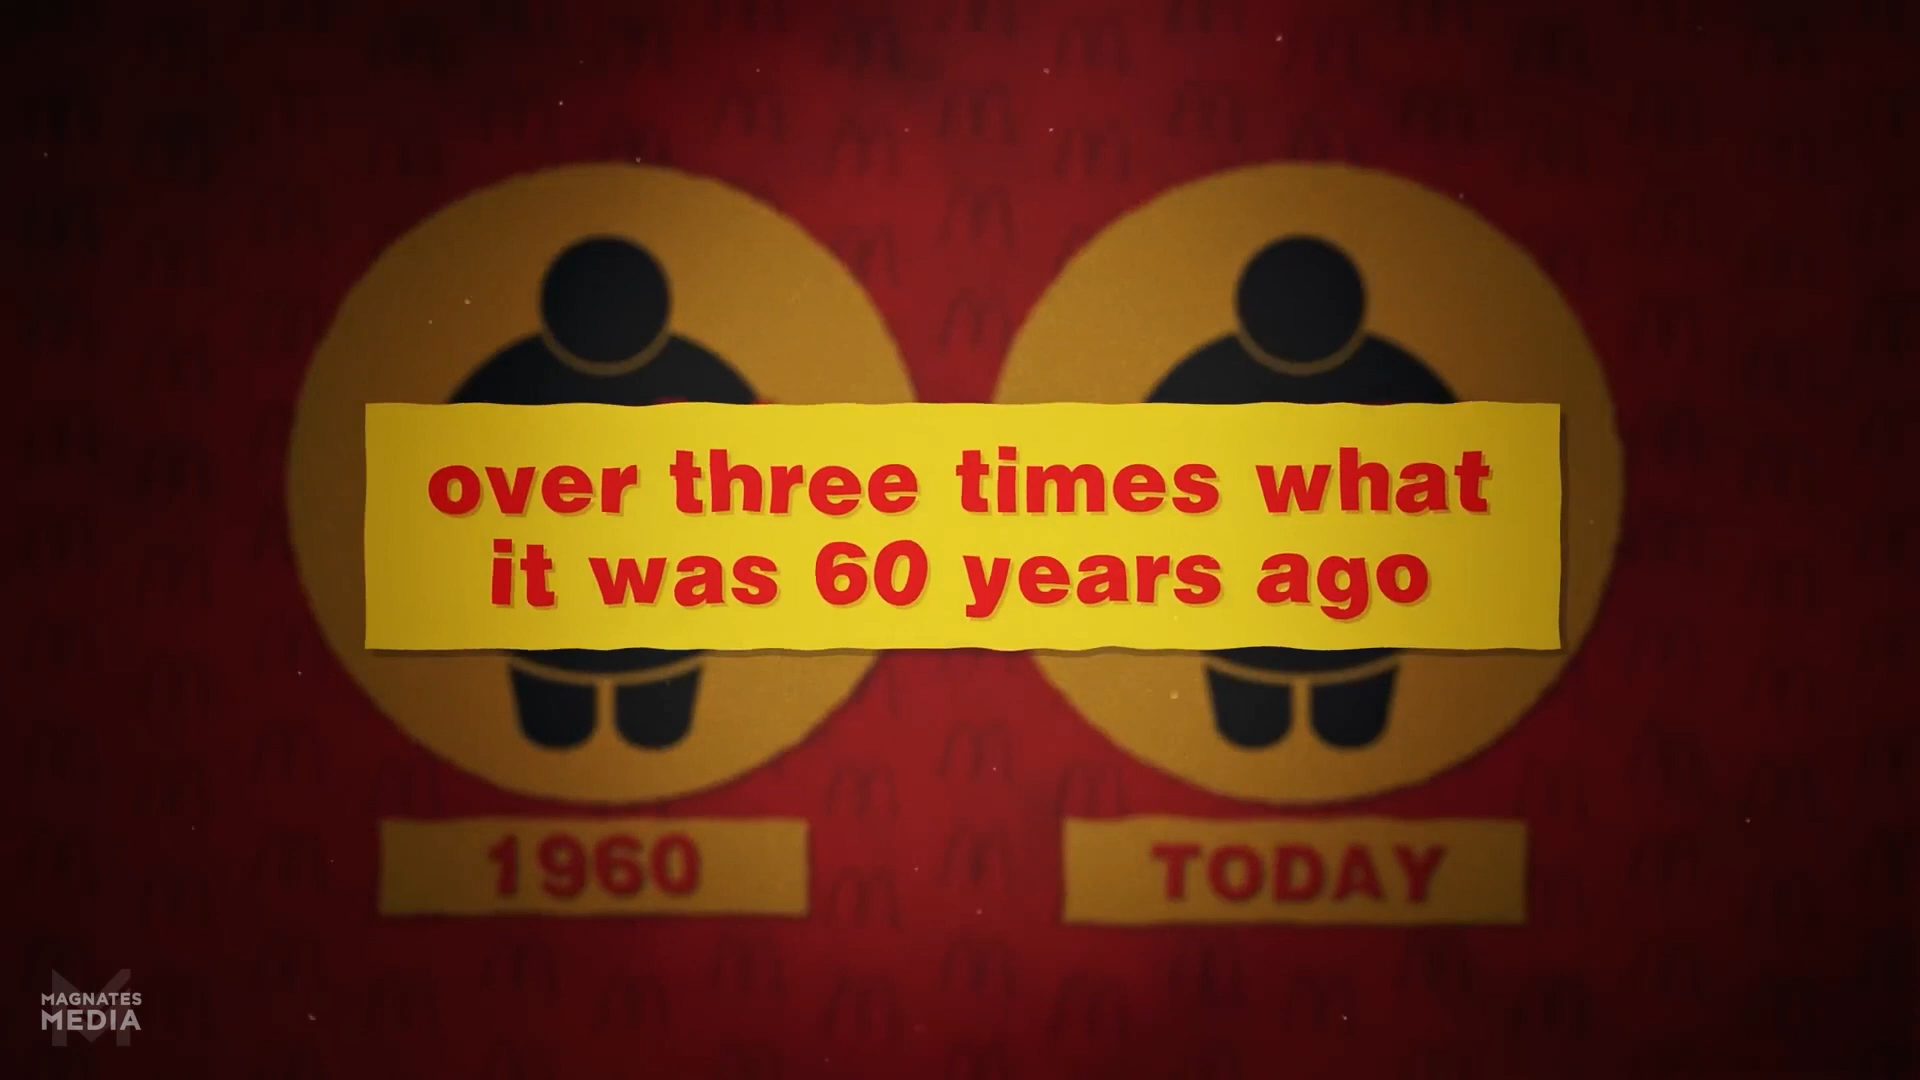 over three times what
it was 60 years ago
1960
TODAY
MAGNATES
MEDIA